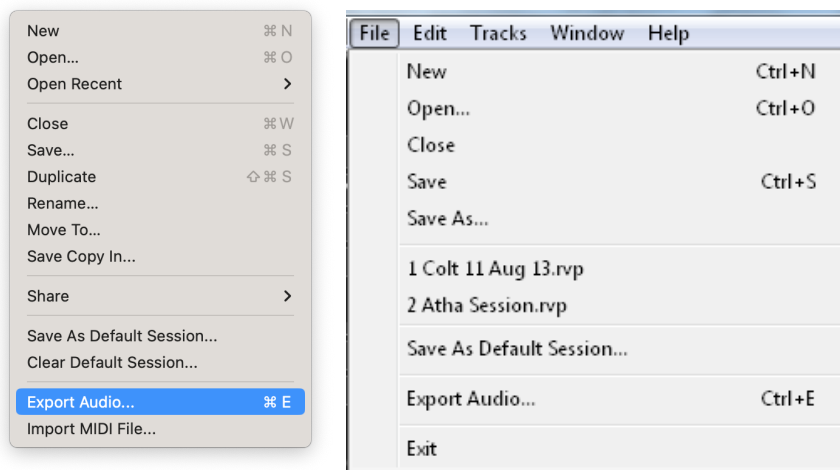 New ⌘ N
Open... ⌘ O
Open Recent
Close ⌘ W
Save... ⌘ S
Duplicate ⇧ ⌘ S
Rename...
Move To...
Save Copy In...
Share
Save As Default Session...
Clear Default Session...
Export Audio... ⌘ E
Import MIDI File...
File Edit Tracks Window Help
New Ctrl+N
Open... Ctrl+O
Close
Save Ctrl+S
Save As...
1 Colt 11 Aug 13.rvp
2 Atha Session.rvp
Save As Default Session...
Export Audio... Ctrl+E
Exit